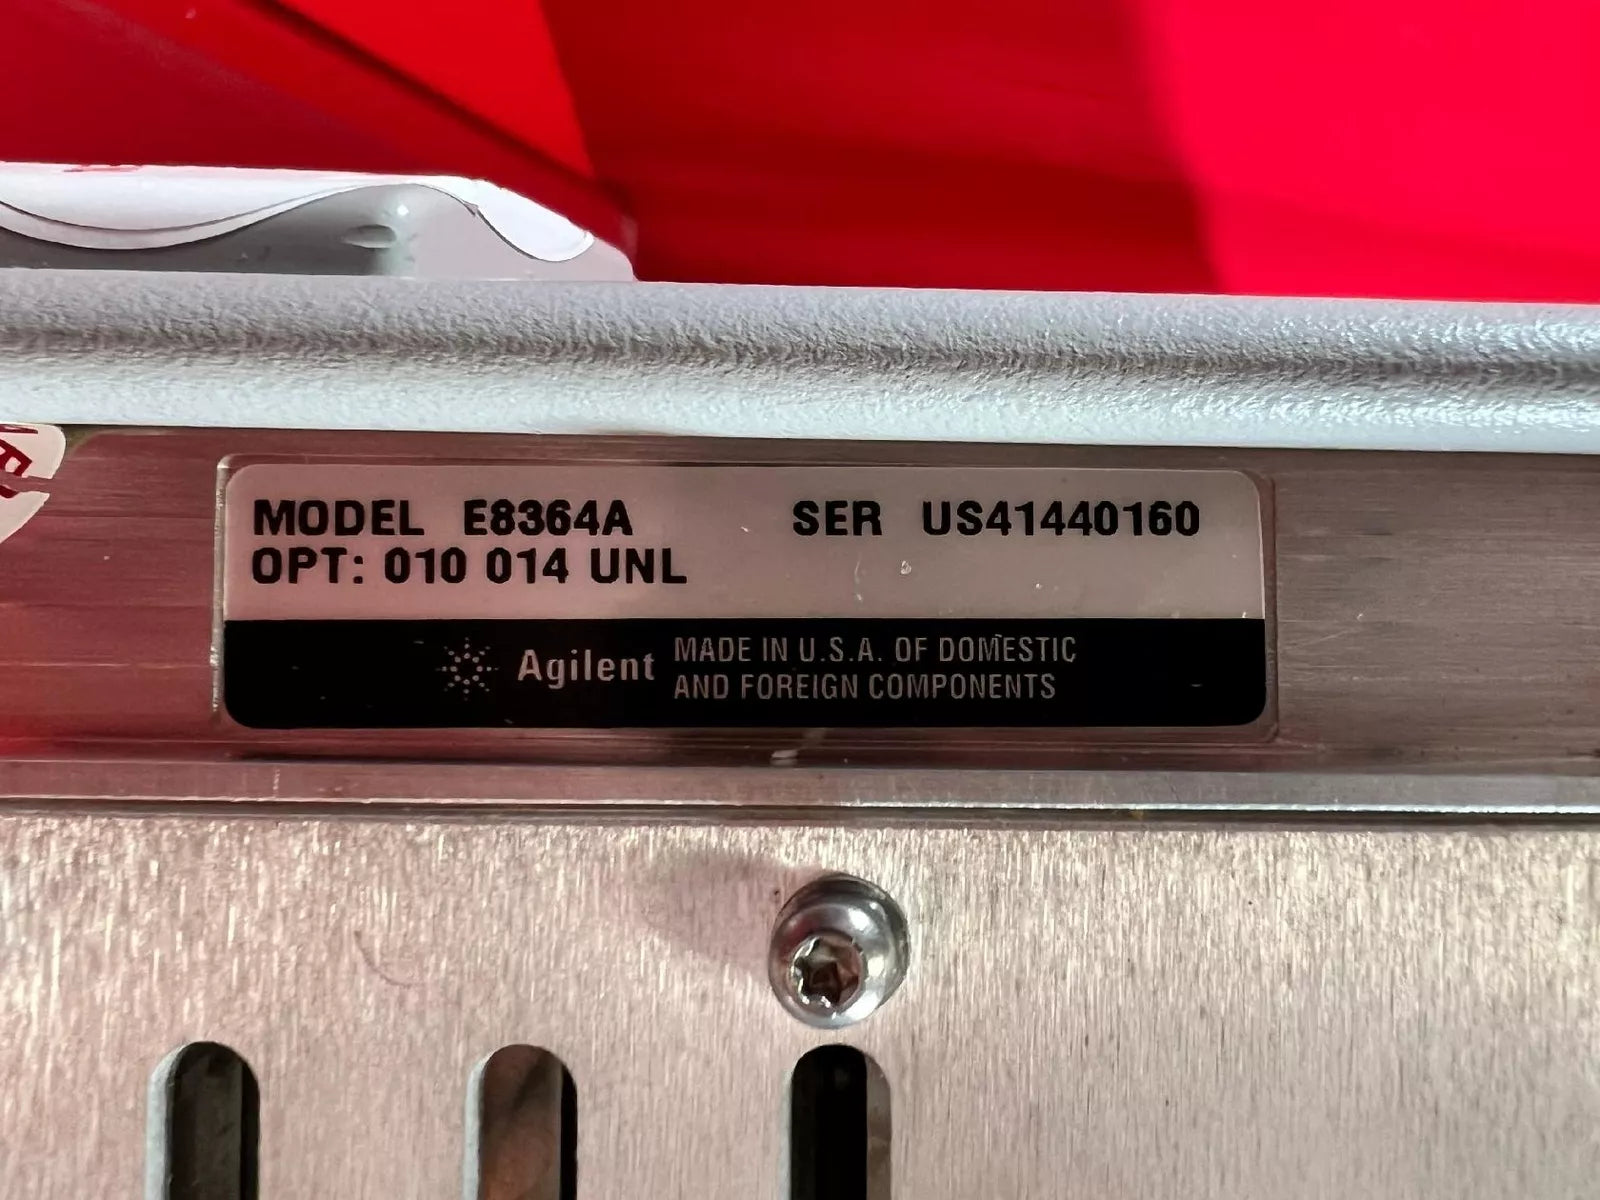 MODEL E8364A SER US41440160
OPT: 010 014 UNL
Agilent MADE IN U.S.A. OF DOMESTIC
AND FOREIGN COMPONENTS